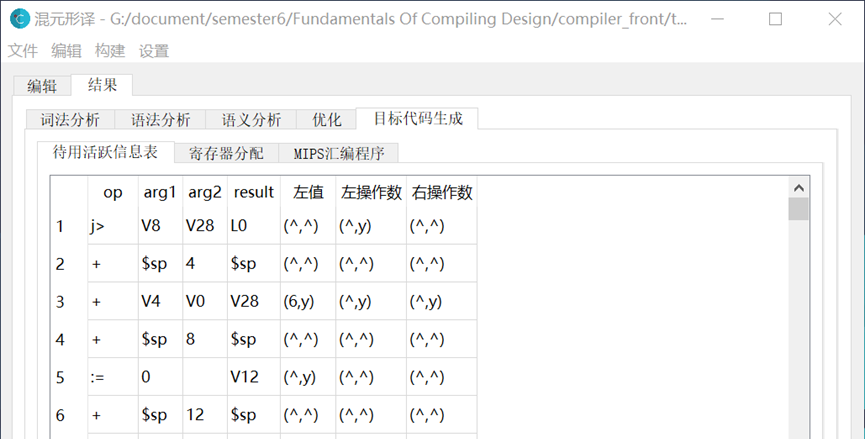 混元形译 - G:/document/semester6/Fundamentals Of Compiling Design/compiler_front/t...
文件 编辑 构建 设置
编辑 结果
词法分析 语法分析 语义分析 优化 目标代码生成
待用活跃信息表 寄存器分配 MIPS汇编程序
op arg1 arg2 result 左值 左操作数 右操作数
1 j> V8 V28 L0 (^,^) (^,y) (^,^)
2 + $sp 4 $sp (^,^) (^,^) (^,^)
3 + V4 V0 V28 (6,y) (^,y) (^,y)
4 + $sp 8 $sp (^,^) (^,^) (^,^)
5 := 0 V12 (^,y) (^,^) (^,^)
6 + $sp 12 $sp (^,^) (^,^) (^,^)